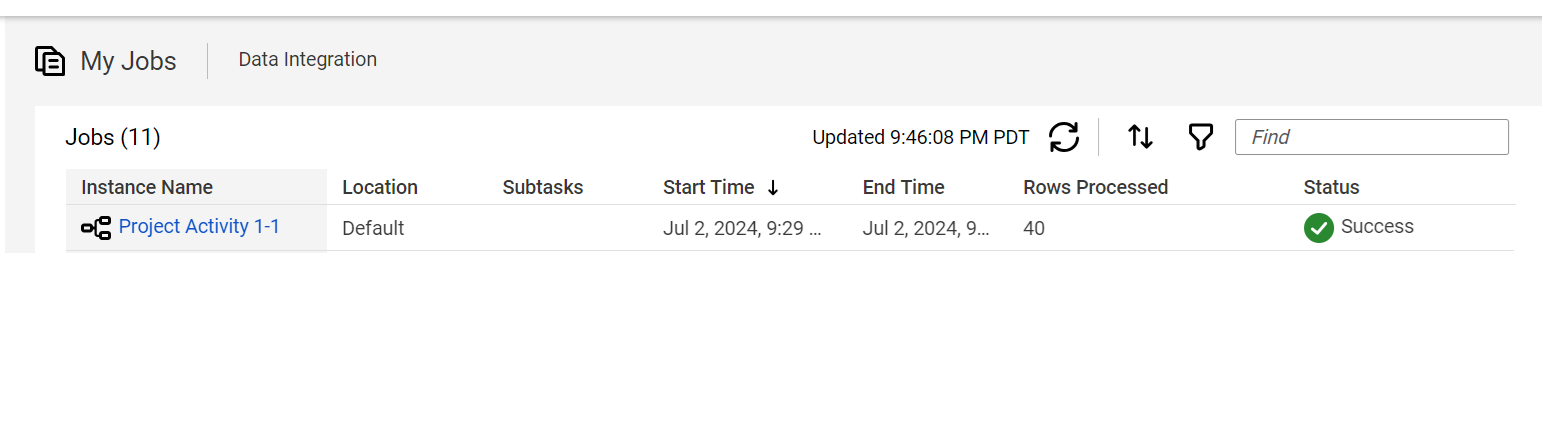 My Jobs Data Integration
Jobs (11) Updated 9:46:08 PM PDT Find
Instance Name Location Subtasks Start Time ↓ End Time Rows Processed Status
Project Activity 1-1 Default Jul 2, 2024, 9:29 ... Jul 2, 2024, 9... 40 Success